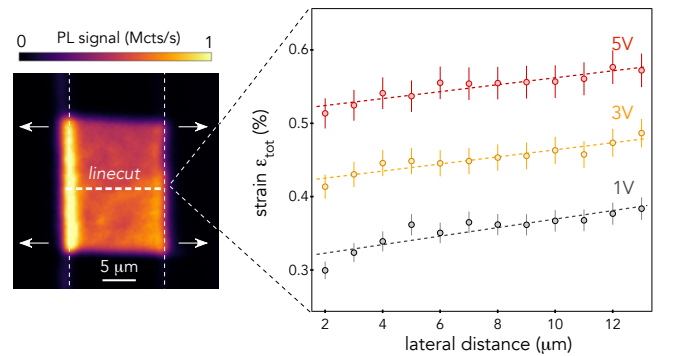 0 PL signal (Mcts/s) 1
linecut
5 μm
strain ε_tot (%)
0.6
0.5
0.4
0.3
5V
3V
1V
2 4 6 8 10 12
lateral distance (μm)